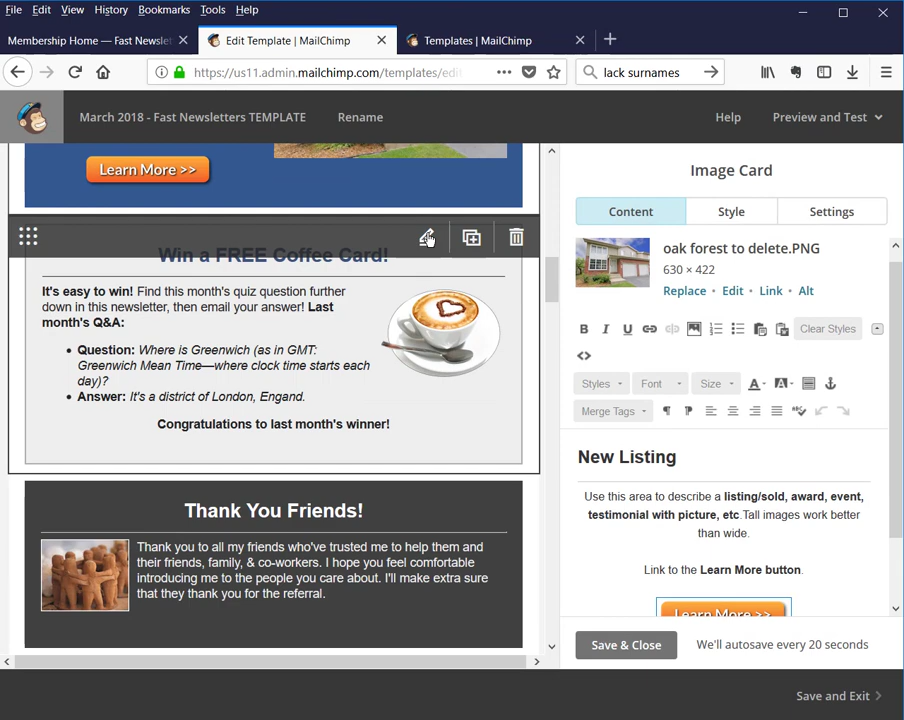 File Edit View History Bookmarks Tools Help
Membership Home — Fast Newslet
Edit Template | MailChimp
Templates | MailChimp
https://us11.admin.mailchimp.com/templates/edit
lack surnames
March 2018 - Fast Newsletters TEMPLATE
Rename
Help
Preview and Test
Learn More >>
Win a FREE Coffee Card!
It's easy to win! Find this month's quiz question further
down in this newsletter, then email your answer! Last
month's Q&A:
• Question: Where is Greenwich (as in GMT:
Greenwich Mean Time—where clock time starts each
day)?
• Answer: It's a district of London, Engand.
Congratulations to last month's winner!
Thank You Friends!
Thank you to all my friends who've trusted me to help them and
their friends, family, & co-workers. I hope you feel comfortable
introducing me to the people you care about. I'll make extra sure
that they thank you for the referral.
Image Card
Content
Style
Settings
oak forest to delete.PNG
630 × 422
Replace • Edit • Link • Alt
B I U
Clear Styles
Styles
Font
Size
A
A
Merge Tags
New Listing
Use this area to describe a listing/sold, award, event,
testimonial with picture, etc.Tall images work better
than wide.
Link to the Learn More button.
Learn More >>
Save & Close
We'll autosave every 20 seconds
Save and Exit